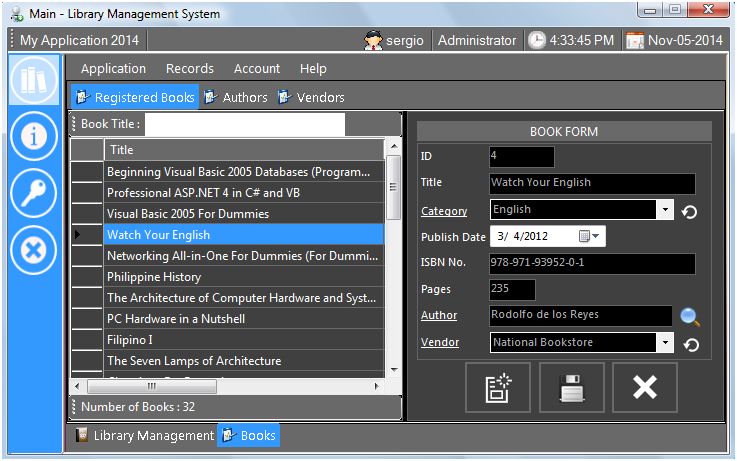 Main - Library Management System
My Application 2014
sergio
Administrator
4:33:45 PM
Nov-05-2014
Application Records Account Help
Registered Books Authors Vendors
Book Title :
Title
Beginning Visual Basic 2005 Databases (Program...
Professional ASP.NET 4 in C# and VB
Visual Basic 2005 For Dummies
Watch Your English
Networking All-in-One For Dummies (For Dummi...
Philippine History
The Architecture of Computer Hardware and Syst...
PC Hardware in a Nutshell
Filipino I
The Seven Lamps of Architecture
Number of Books : 32
BOOK FORM
ID 4
Title Watch Your English
Category English
Publish Date 3/ 4/2012
ISBN No. 978-971-93952-0-1
Pages 235
Author Rodolfo de los Reyes
Vendor National Bookstore
Library Management Books